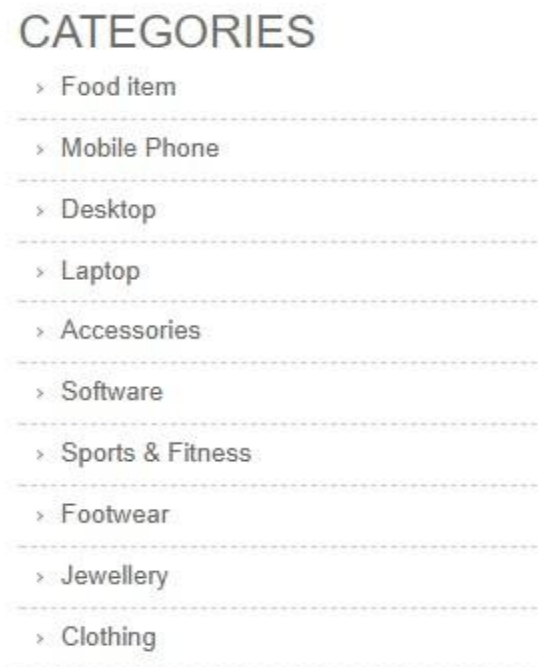 CATEGORIES
› Food item
› Mobile Phone
› Desktop
› Laptop
› Accessories
› Software
› Sports & Fitness
› Footwear
› Jewellery
› Clothing